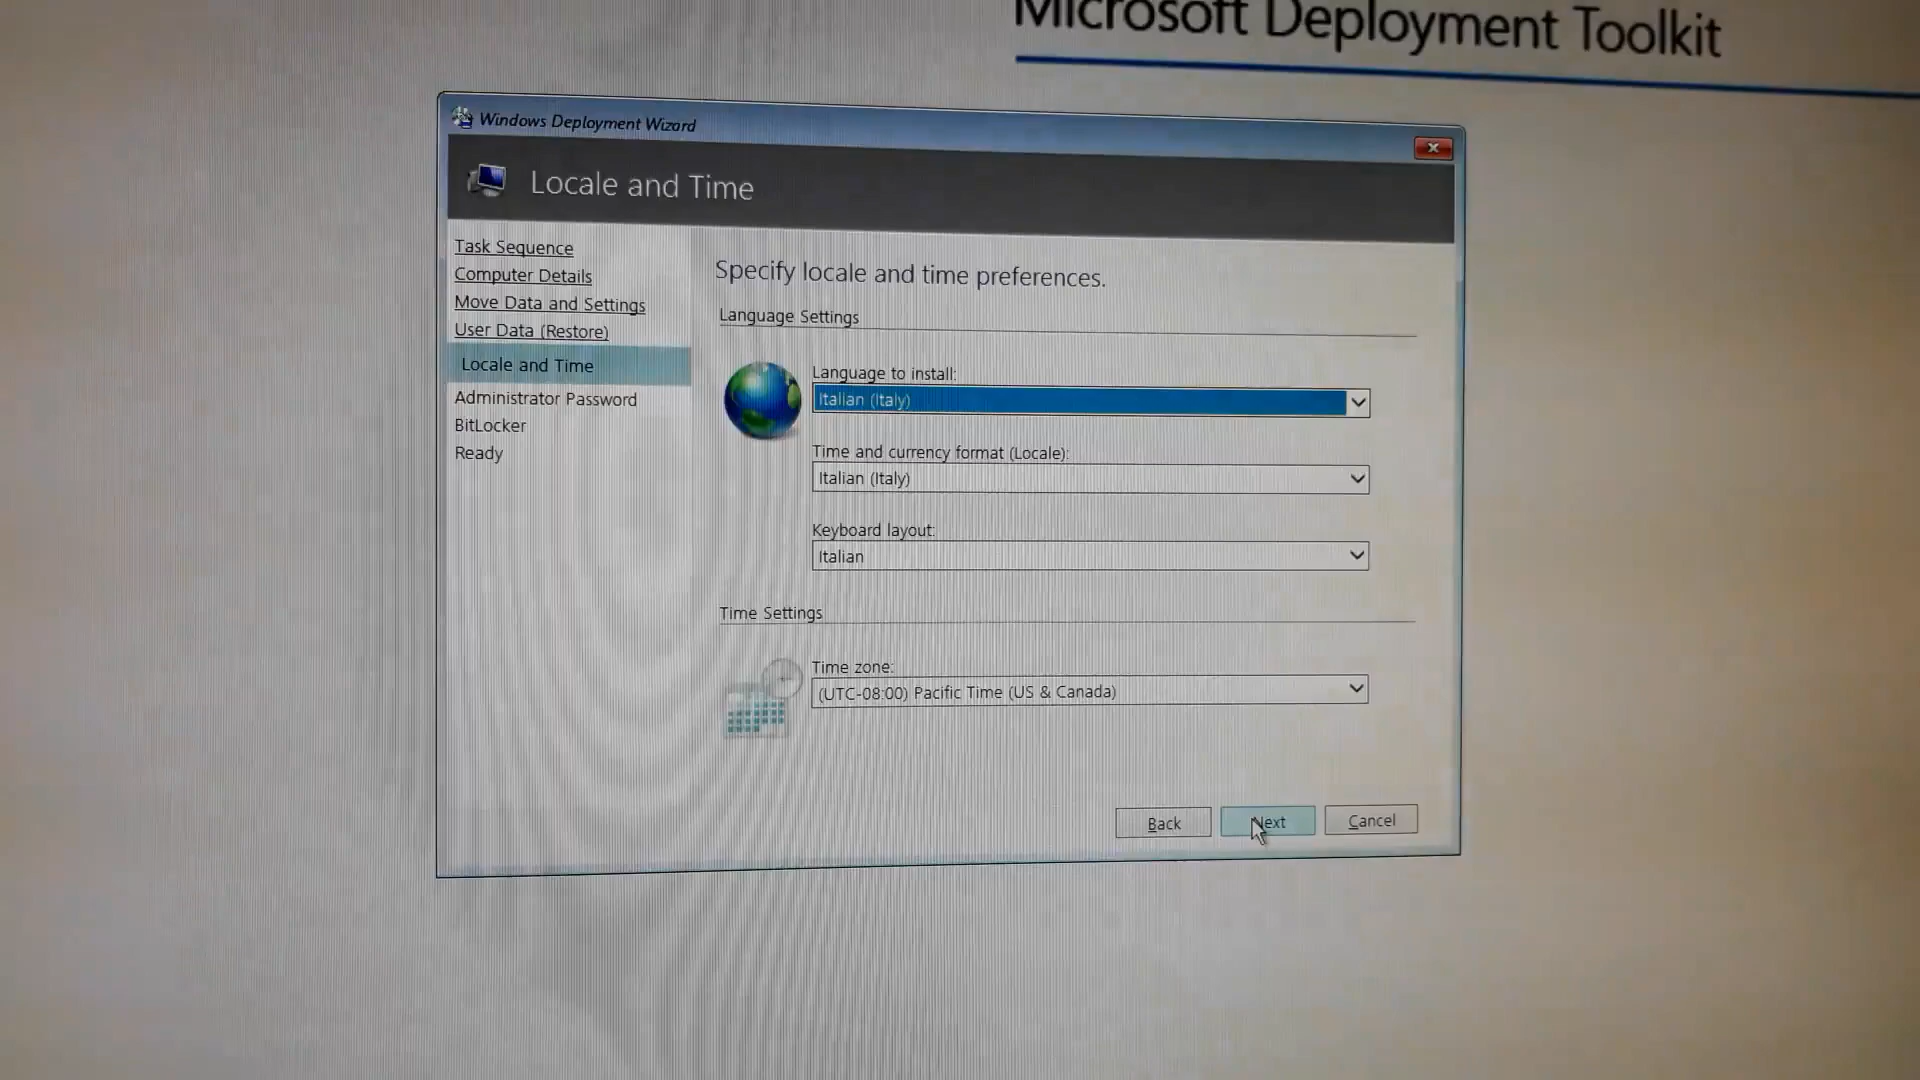 Microsoft Deployment Toolkit
Windows Deployment Wizard
Locale and Time
Task Sequence
Computer Details
Move Data and Settings
User Data (Restore)
Locale and Time
Administrator Password
BitLocker
Ready
Specify locale and time preferences.
Language Settings
Language to install:
Italian (Italy)
Time and currency format (Locale):
Italian (Italy)
Keyboard layout:
Italian
Time Settings
Time zone:
(UTC-08:00) Pacific Time (US & Canada)
Back
Next
Cancel